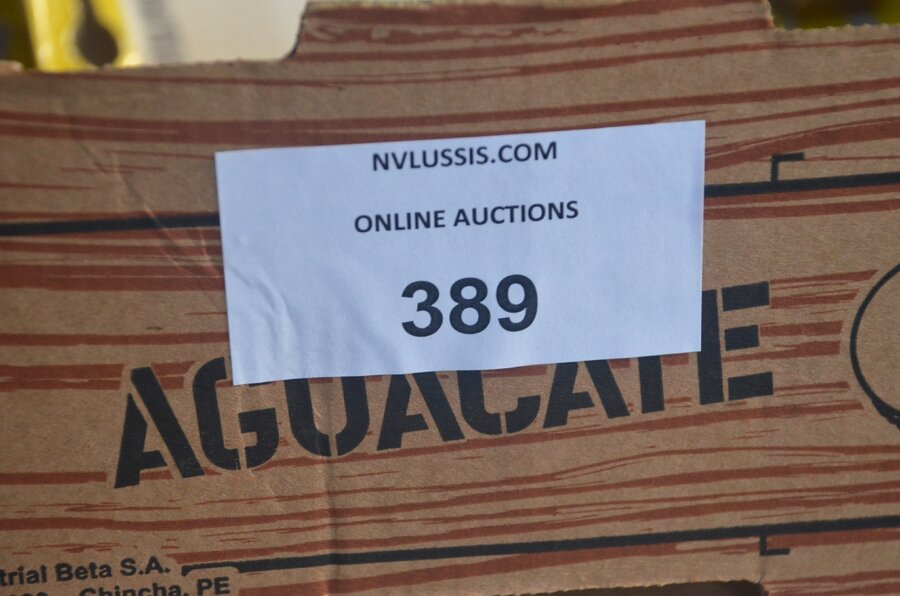 NVLUSSIS.COM
ONLINE AUCTIONS
389
AGUACATE
trial Beta S.A.
Chincha, PE